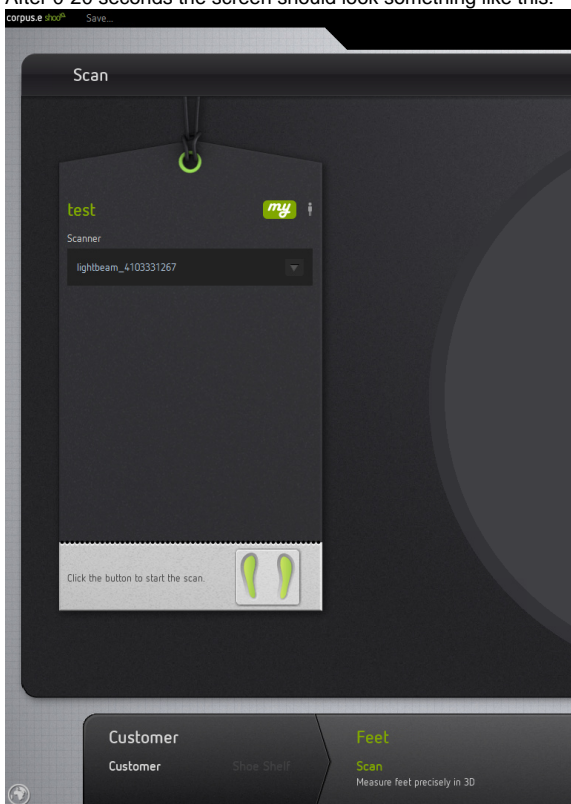 After 6-20 seconds the screen should look something like this:
corpus.e shoo Save...
Scan
test my
Scanner
lightbeam_4103331267
Click the button to start the scan.
Customer Feet
Customer Shoe Shelf Scan
Measure feet precisely in 3D